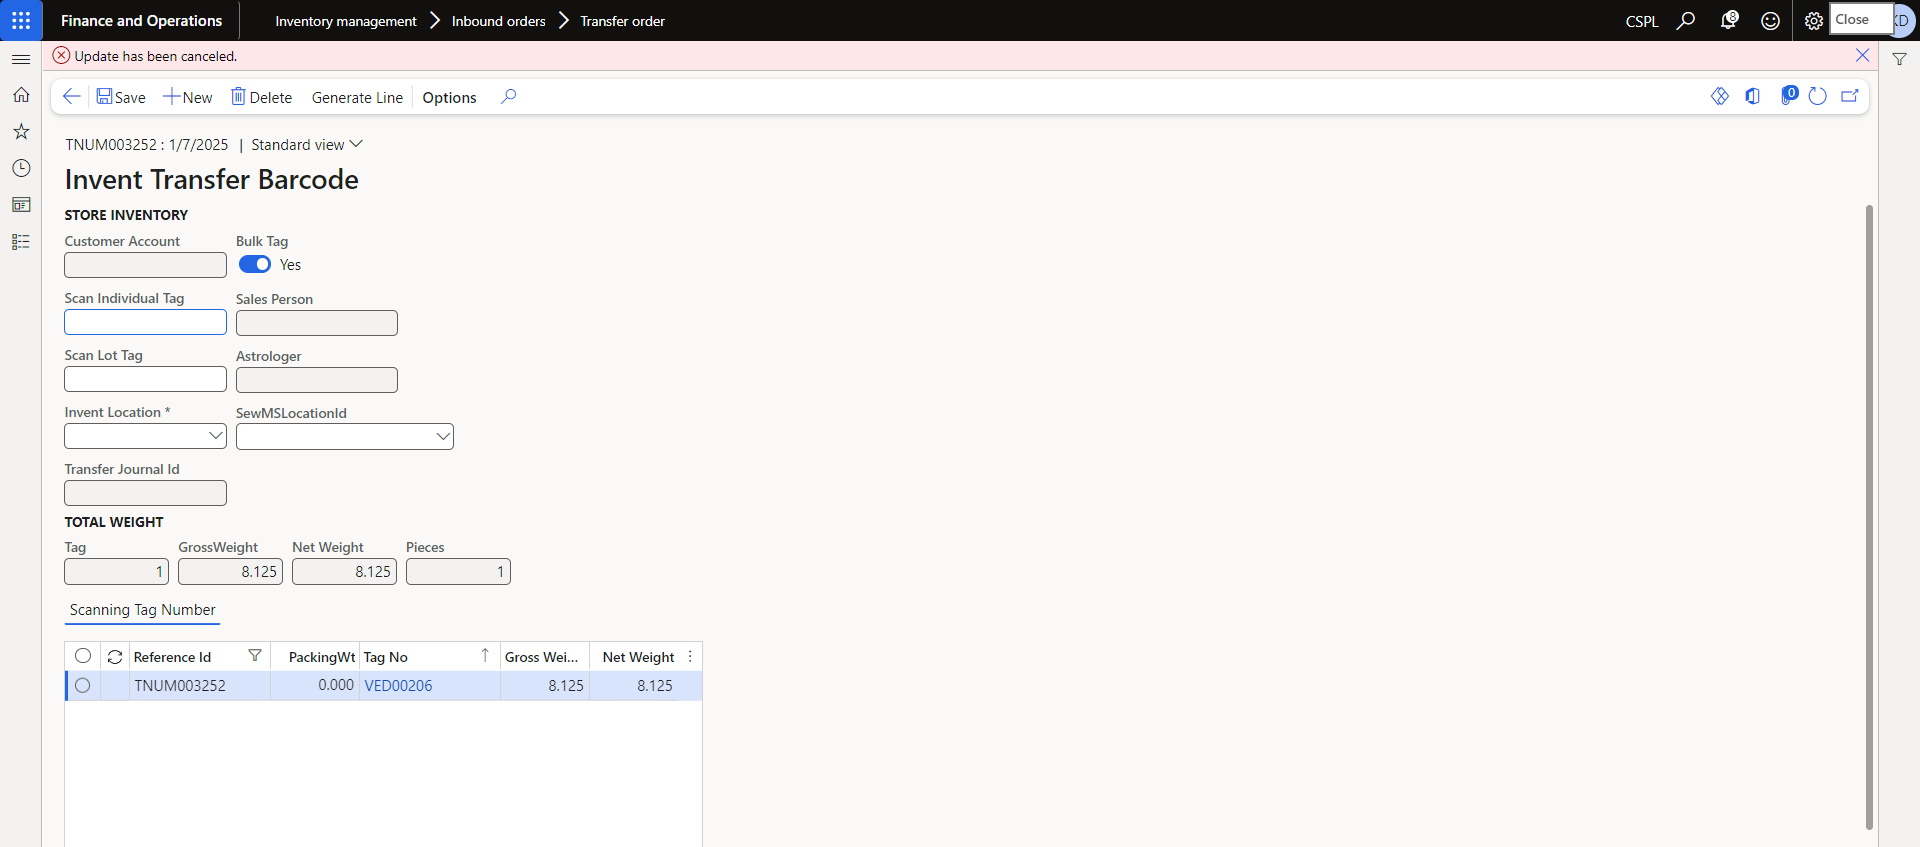 Finance and Operations
Inventory management > Inbound orders > Transfer order
CSPL
8
Close
Update has been canceled.
Save
New
Delete
Generate Line
Options
0
TNUM003252 : 1/7/2025 | Standard view
Invent Transfer Barcode
STORE INVENTORY
Customer Account
Bulk Tag
Yes
Scan Individual Tag
Sales Person
Scan Lot Tag
Astrologer
Invent Location *
SewMSLocationId
Transfer Journal Id
TOTAL WEIGHT
Tag GrossWeight Net Weight Pieces
1 8.125 8.125 1
Scanning Tag Number
Reference Id PackingWt Tag No Gross Wei... Net Weight
TNUM003252 0.000 VED00206 8.125 8.125